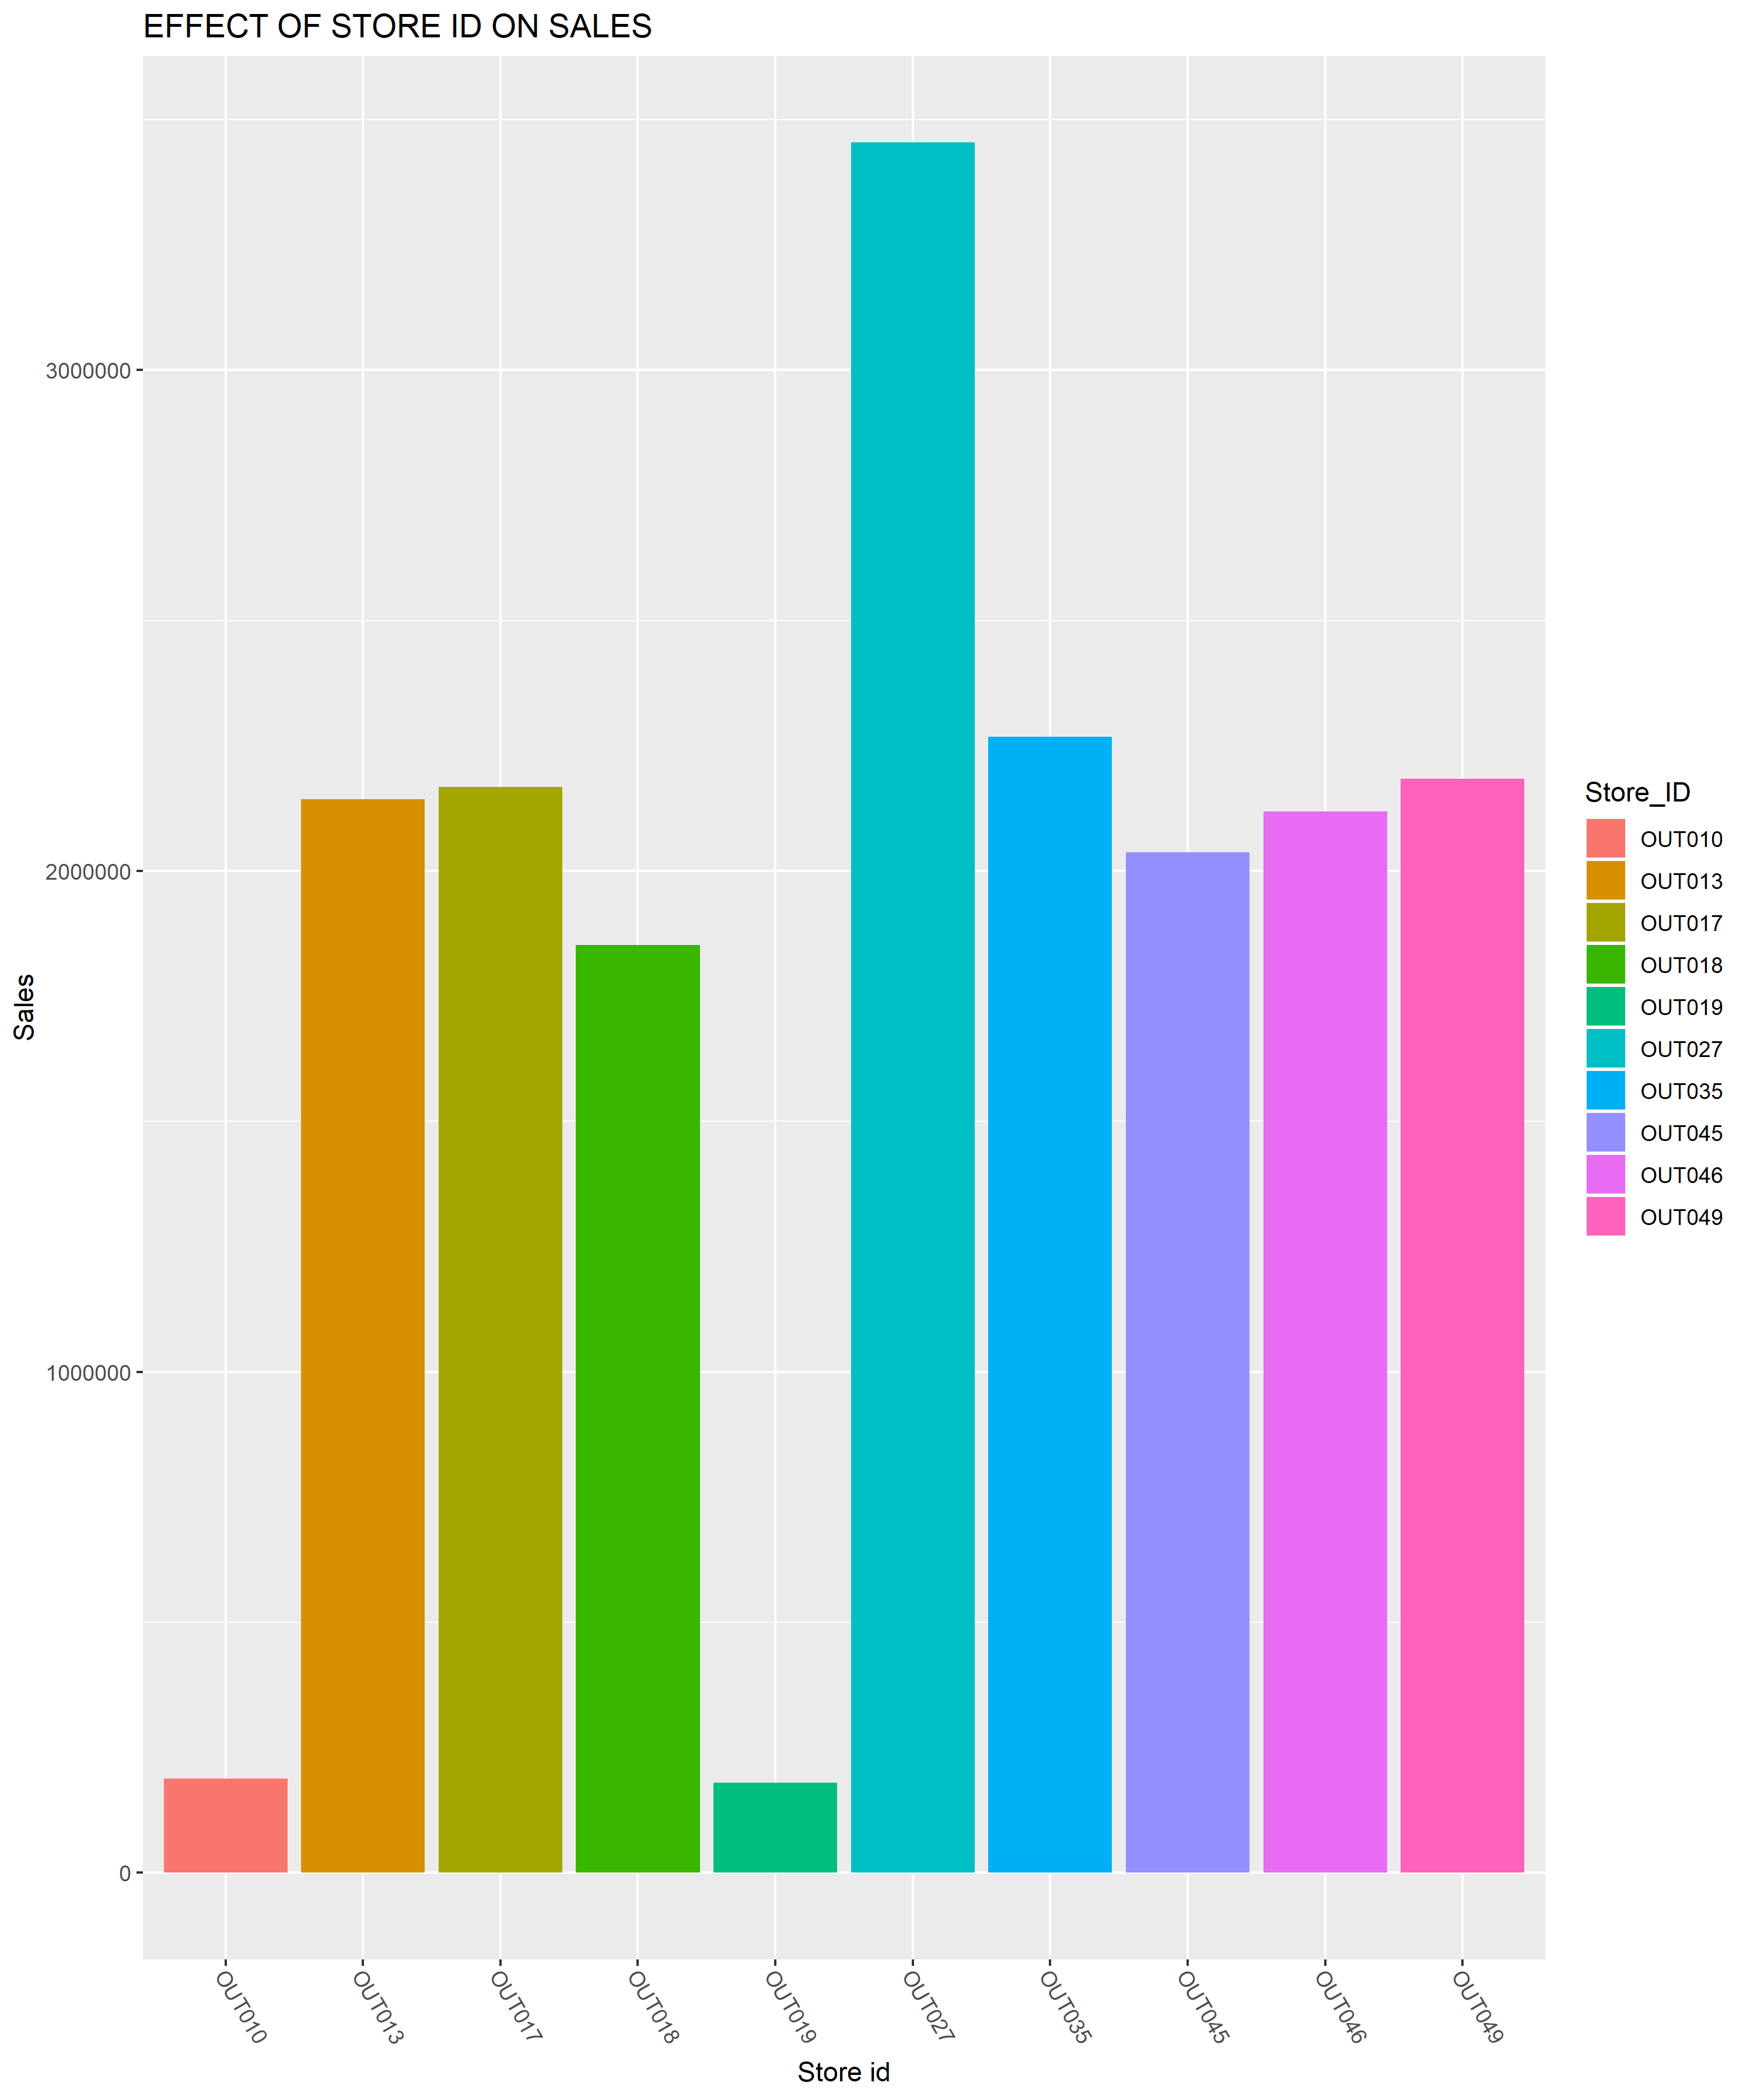 EFFECT OF STORE ID ON SALES
3000000
2000000
1000000
0
Sales
OUT010
OUT013
OUT017
OUT018
OUT019
OUT027
OUT035
OUT045
OUT046
OUT049
Store id
Store_ID
OUT010
OUT013
OUT017
OUT018
OUT019
OUT027
OUT035
OUT045
OUT046
OUT049